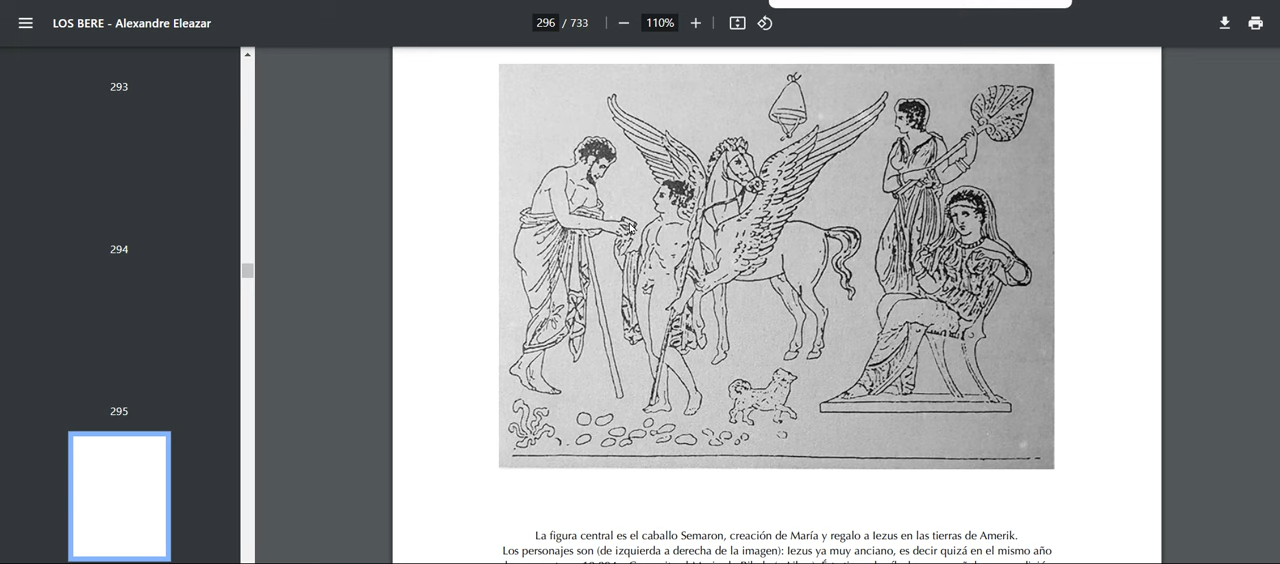 LOS BERE - Alexandre Eleazar
296 / 733
110%
293
294
295
La figura central es el caballo Semaron, creación de María y regalo a Iezus en las tierras de Amerik.
Los personajes son (de izquierda a derecha de la imagen): Iezus ya muy anciano, es decir quizá en el mismo año